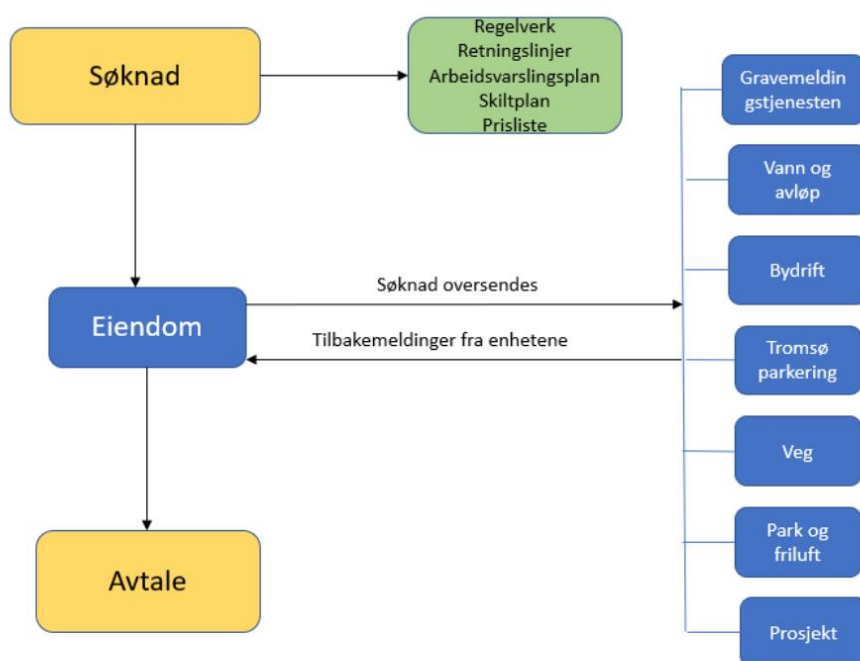 Søknad
Regelverk
Retningslinjer
Arbeidsvarslingsplan
Skiltplan
Prisliste
Gravemeldin
gstjenesten
Vann og
avløp
Bydrift
Eiendom
Søknad oversendes
Tilbakemeldinger fra enhetene
Tromsø
parkering
Veg
Park og
friluft
Avtale
Prosjekt